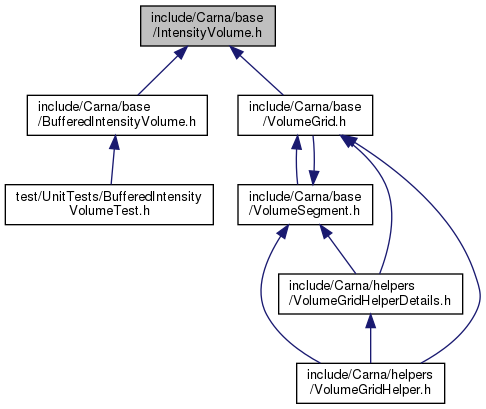 include/Carna/base
/IntensityVolume.h
include/Carna/base
/BufferedIntensityVolume.h
include/Carna/base
/VolumeGrid.h
test/UnitTests/BufferedIntensity
VolumeTest.h
include/Carna/base
/VolumeSegment.h
include/Carna/helpers
/VolumeGridHelperDetails.h
include/Carna/helpers
/VolumeGridHelper.h